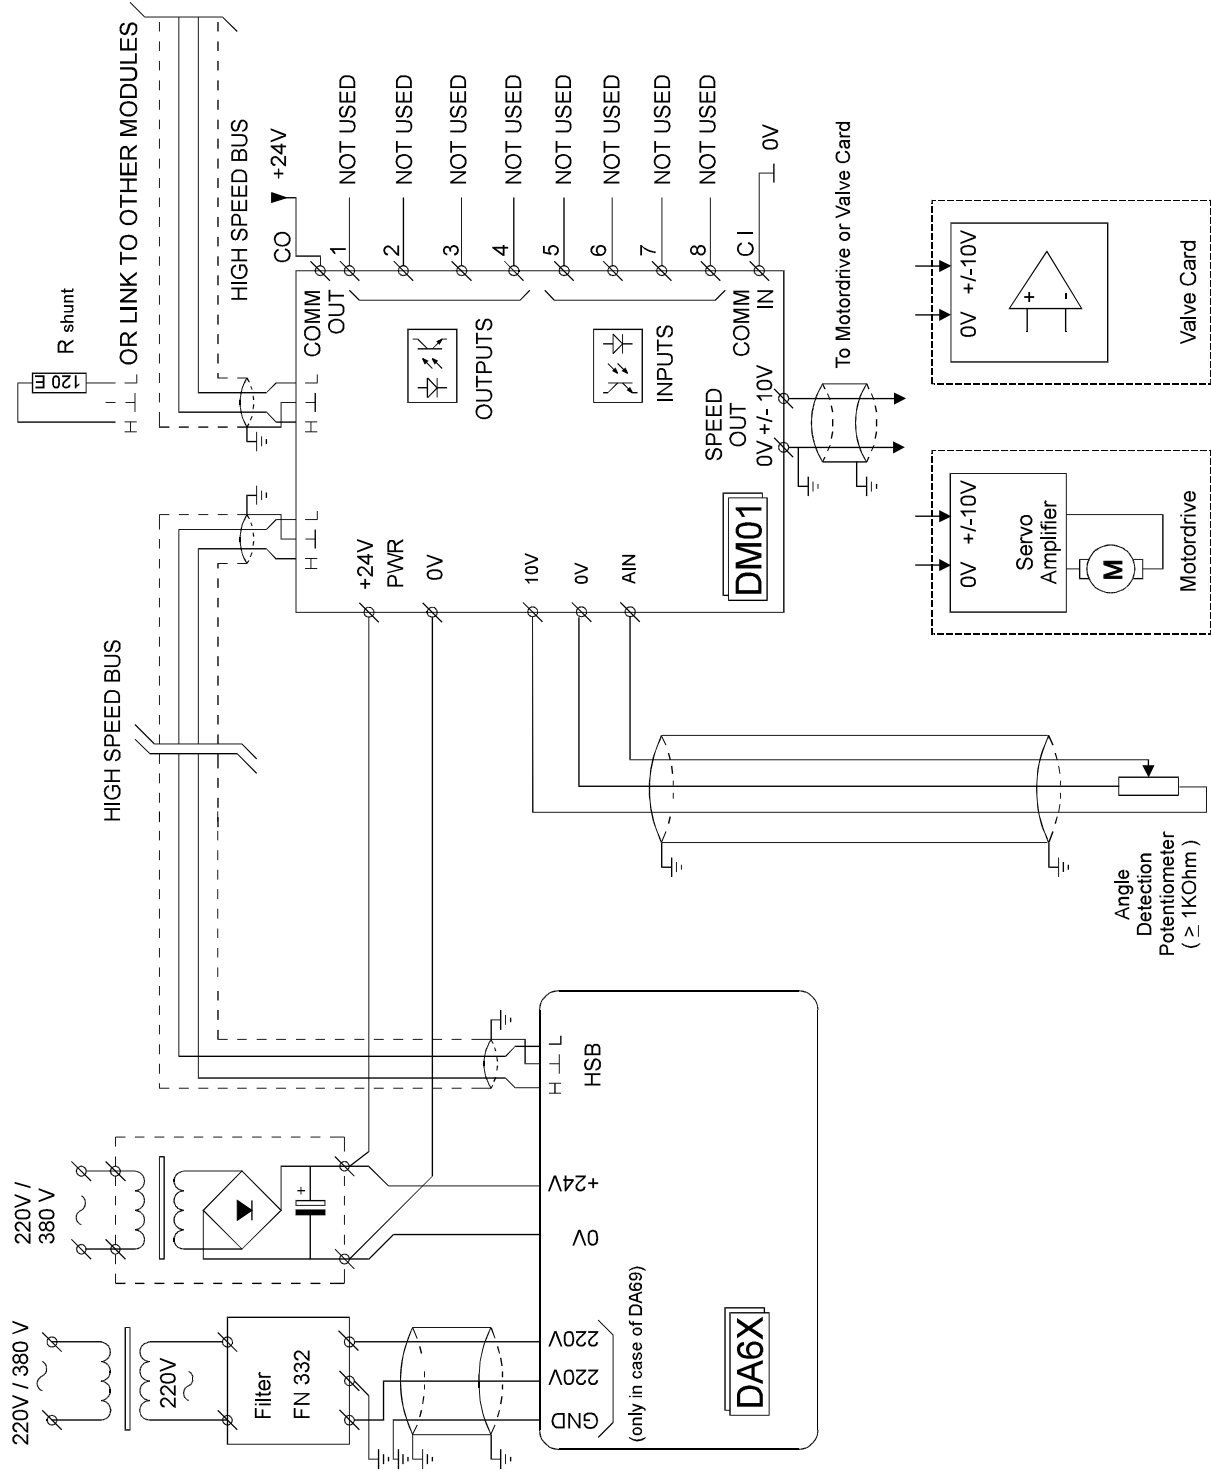 220V / 380 V
220V
Filter
FN 332
220V /
380 V
+
GND
220V
220V
(only in case of DA69)
0V
+24V
H
L
HSB
DA6X
HIGH SPEED BUS
Angle
Detection
Potentiometer
( ≥ 1KOhm )
+24V
PWR
0V
10V
0V
AIN
H
L
DM01
H
L
120 E
R shunt
H
L
OR LINK TO OTHER MODULES
HIGH SPEED BUS
+24V
CO
COMM
OUT
OUTPUTS
INPUTS
COMM
IN
1
2
3
4
5
6
7
8
C I
NOT USED
NOT USED
NOT USED
NOT USED
NOT USED
NOT USED
NOT USED
NOT USED
0V
SPEED
OUT
0V +/- 10V
To Motordrive or Valve Card
0V +/-10V
Servo
Amplifier
M
Motordrive
0V +/-10V
+
-
Valve Card